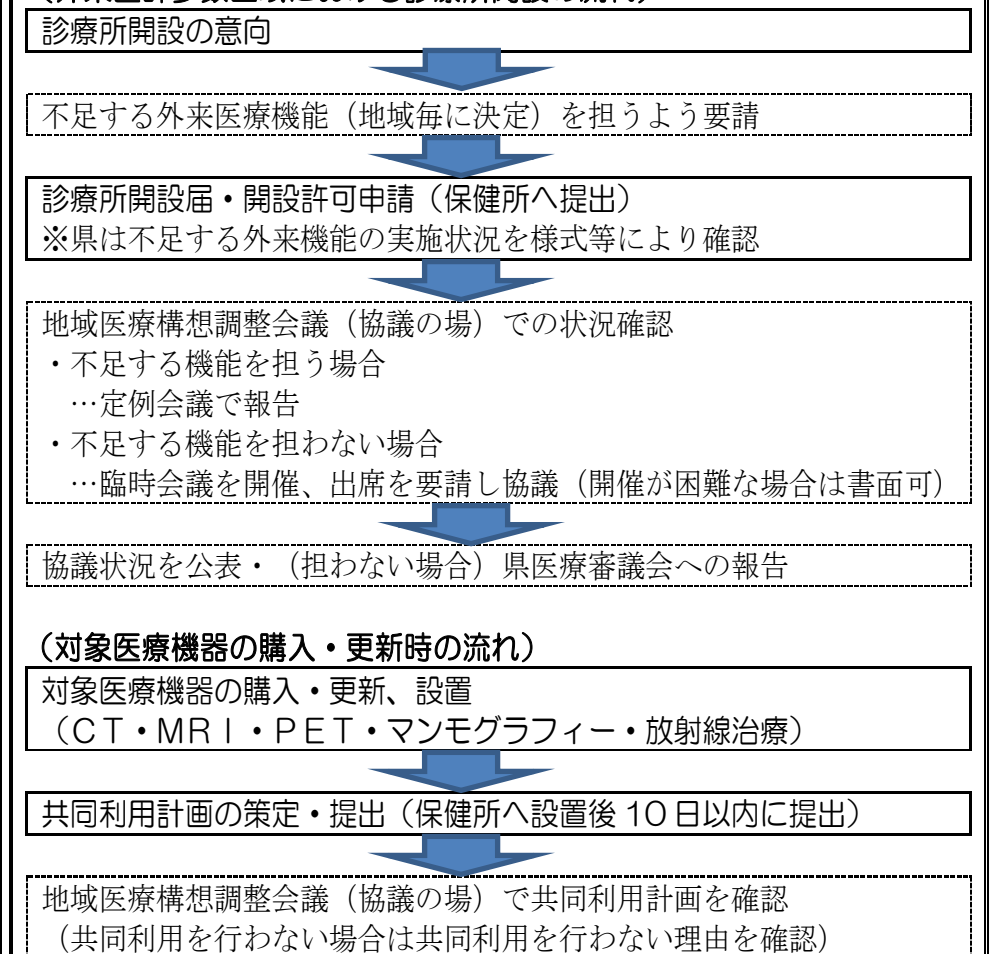 診療所開設の意向
不足する外来医療機能（地域毎に決定）を担うよう要請
診療所開設届・開設許可申請（保健所へ提出）
※県は不足する外来機能の実施状況を様式等により確認
地域医療構想調整会議（協議の場）での状況確認
・不足する機能を担う場合
…定例会議で報告
・不足する機能を担わない場合
…臨時会議を開催、出席を要請し協議（開催が困難な場合は書面可）
協議状況を公表・（担わない場合）県医療審議会への報告
（対象医療機器の購入・更新時の流れ）
対象医療機器の購入・更新、設置
（ＣＴ・ＭＲＩ・ＰＥＴ・マンモグラフィー・放射線治療）
共同利用計画の策定・提出（保健所へ設置後 10 日以内に提出）
地域医療構想調整会議（協議の場）で共同利用計画を確認
（共同利用を行わない場合は共同利用を行わない理由を確認）